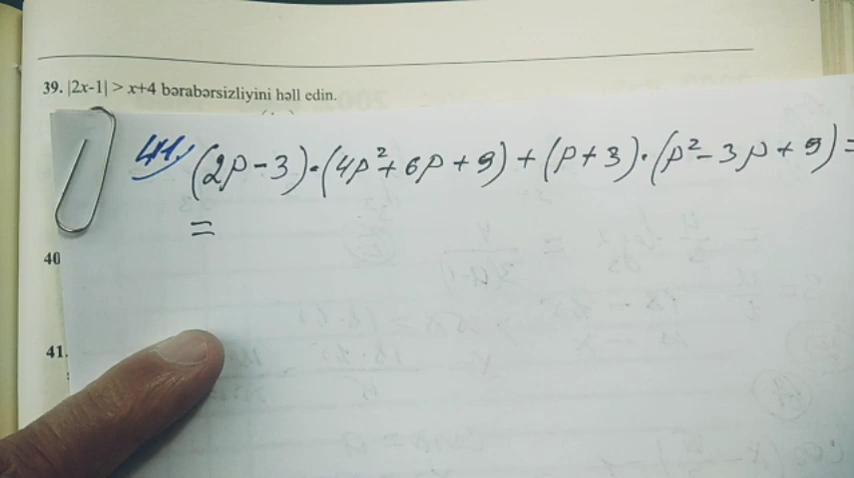 39. |2x-1| > x+4 bərabərsizliyini həll edin.
41. (2p-3)·(4p²+6p+9)+(p+3)·(p²-3p+9)=
=
40
41.